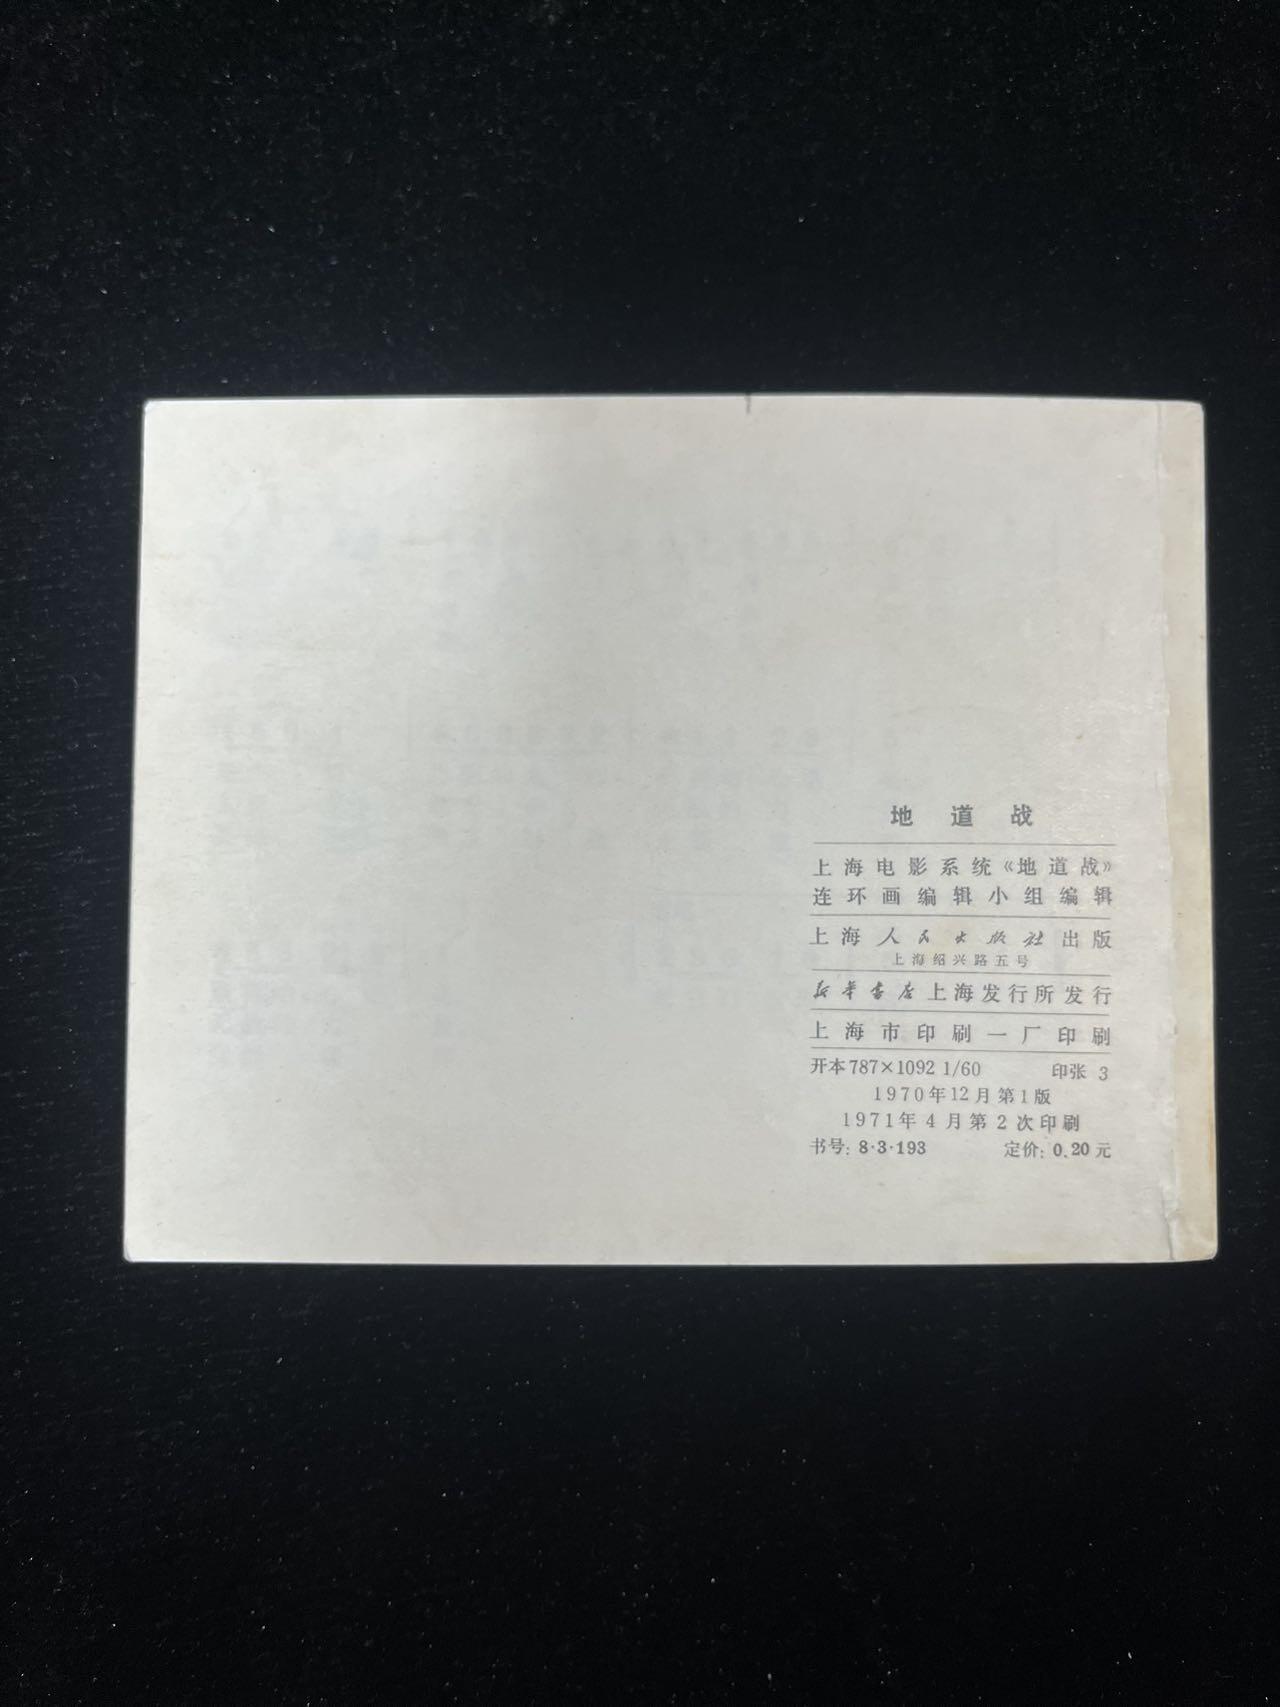 地道战
上海电影系统《地道战》
连环画编辑小组编辑
上海人民出版社出版
上海绍兴路五号
新华书店上海发行所发行
上海市印刷一厂印刷
开本787×1092 1/60 印张 3
1970年12月第1版
1971年4月第2次印刷
书号: 8·3·193 定价: 0.20元